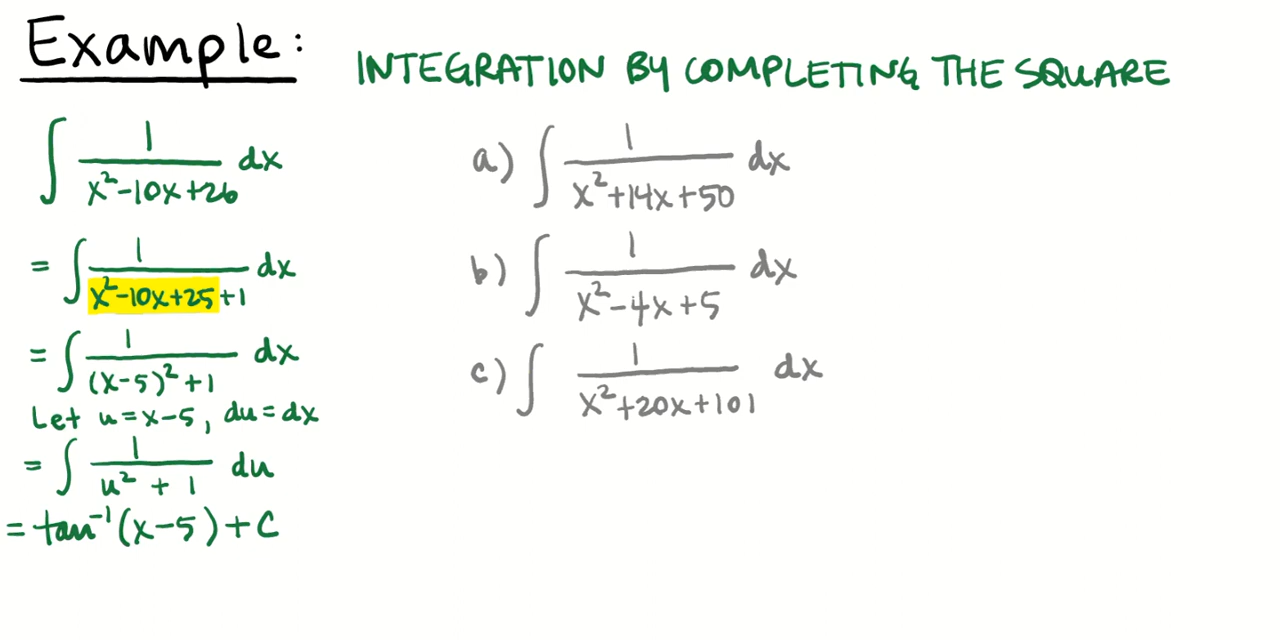 Example:
INTEGRATION BY COMPLETING THE SQUARE
∫ 1/(x²-10x+26) dx
= ∫ 1/(x²-10x+25+1) dx
= ∫ 1/((x-5)²+1) dx
Let u=x-5, du=dx
= ∫ 1/(u²+1) du
= tan⁻¹(x-5)+C
a) ∫ 1/(x²+14x+50) dx
b) ∫ 1/(x²-4x+5) dx
c) ∫ 1/(x²+20x+101) dx